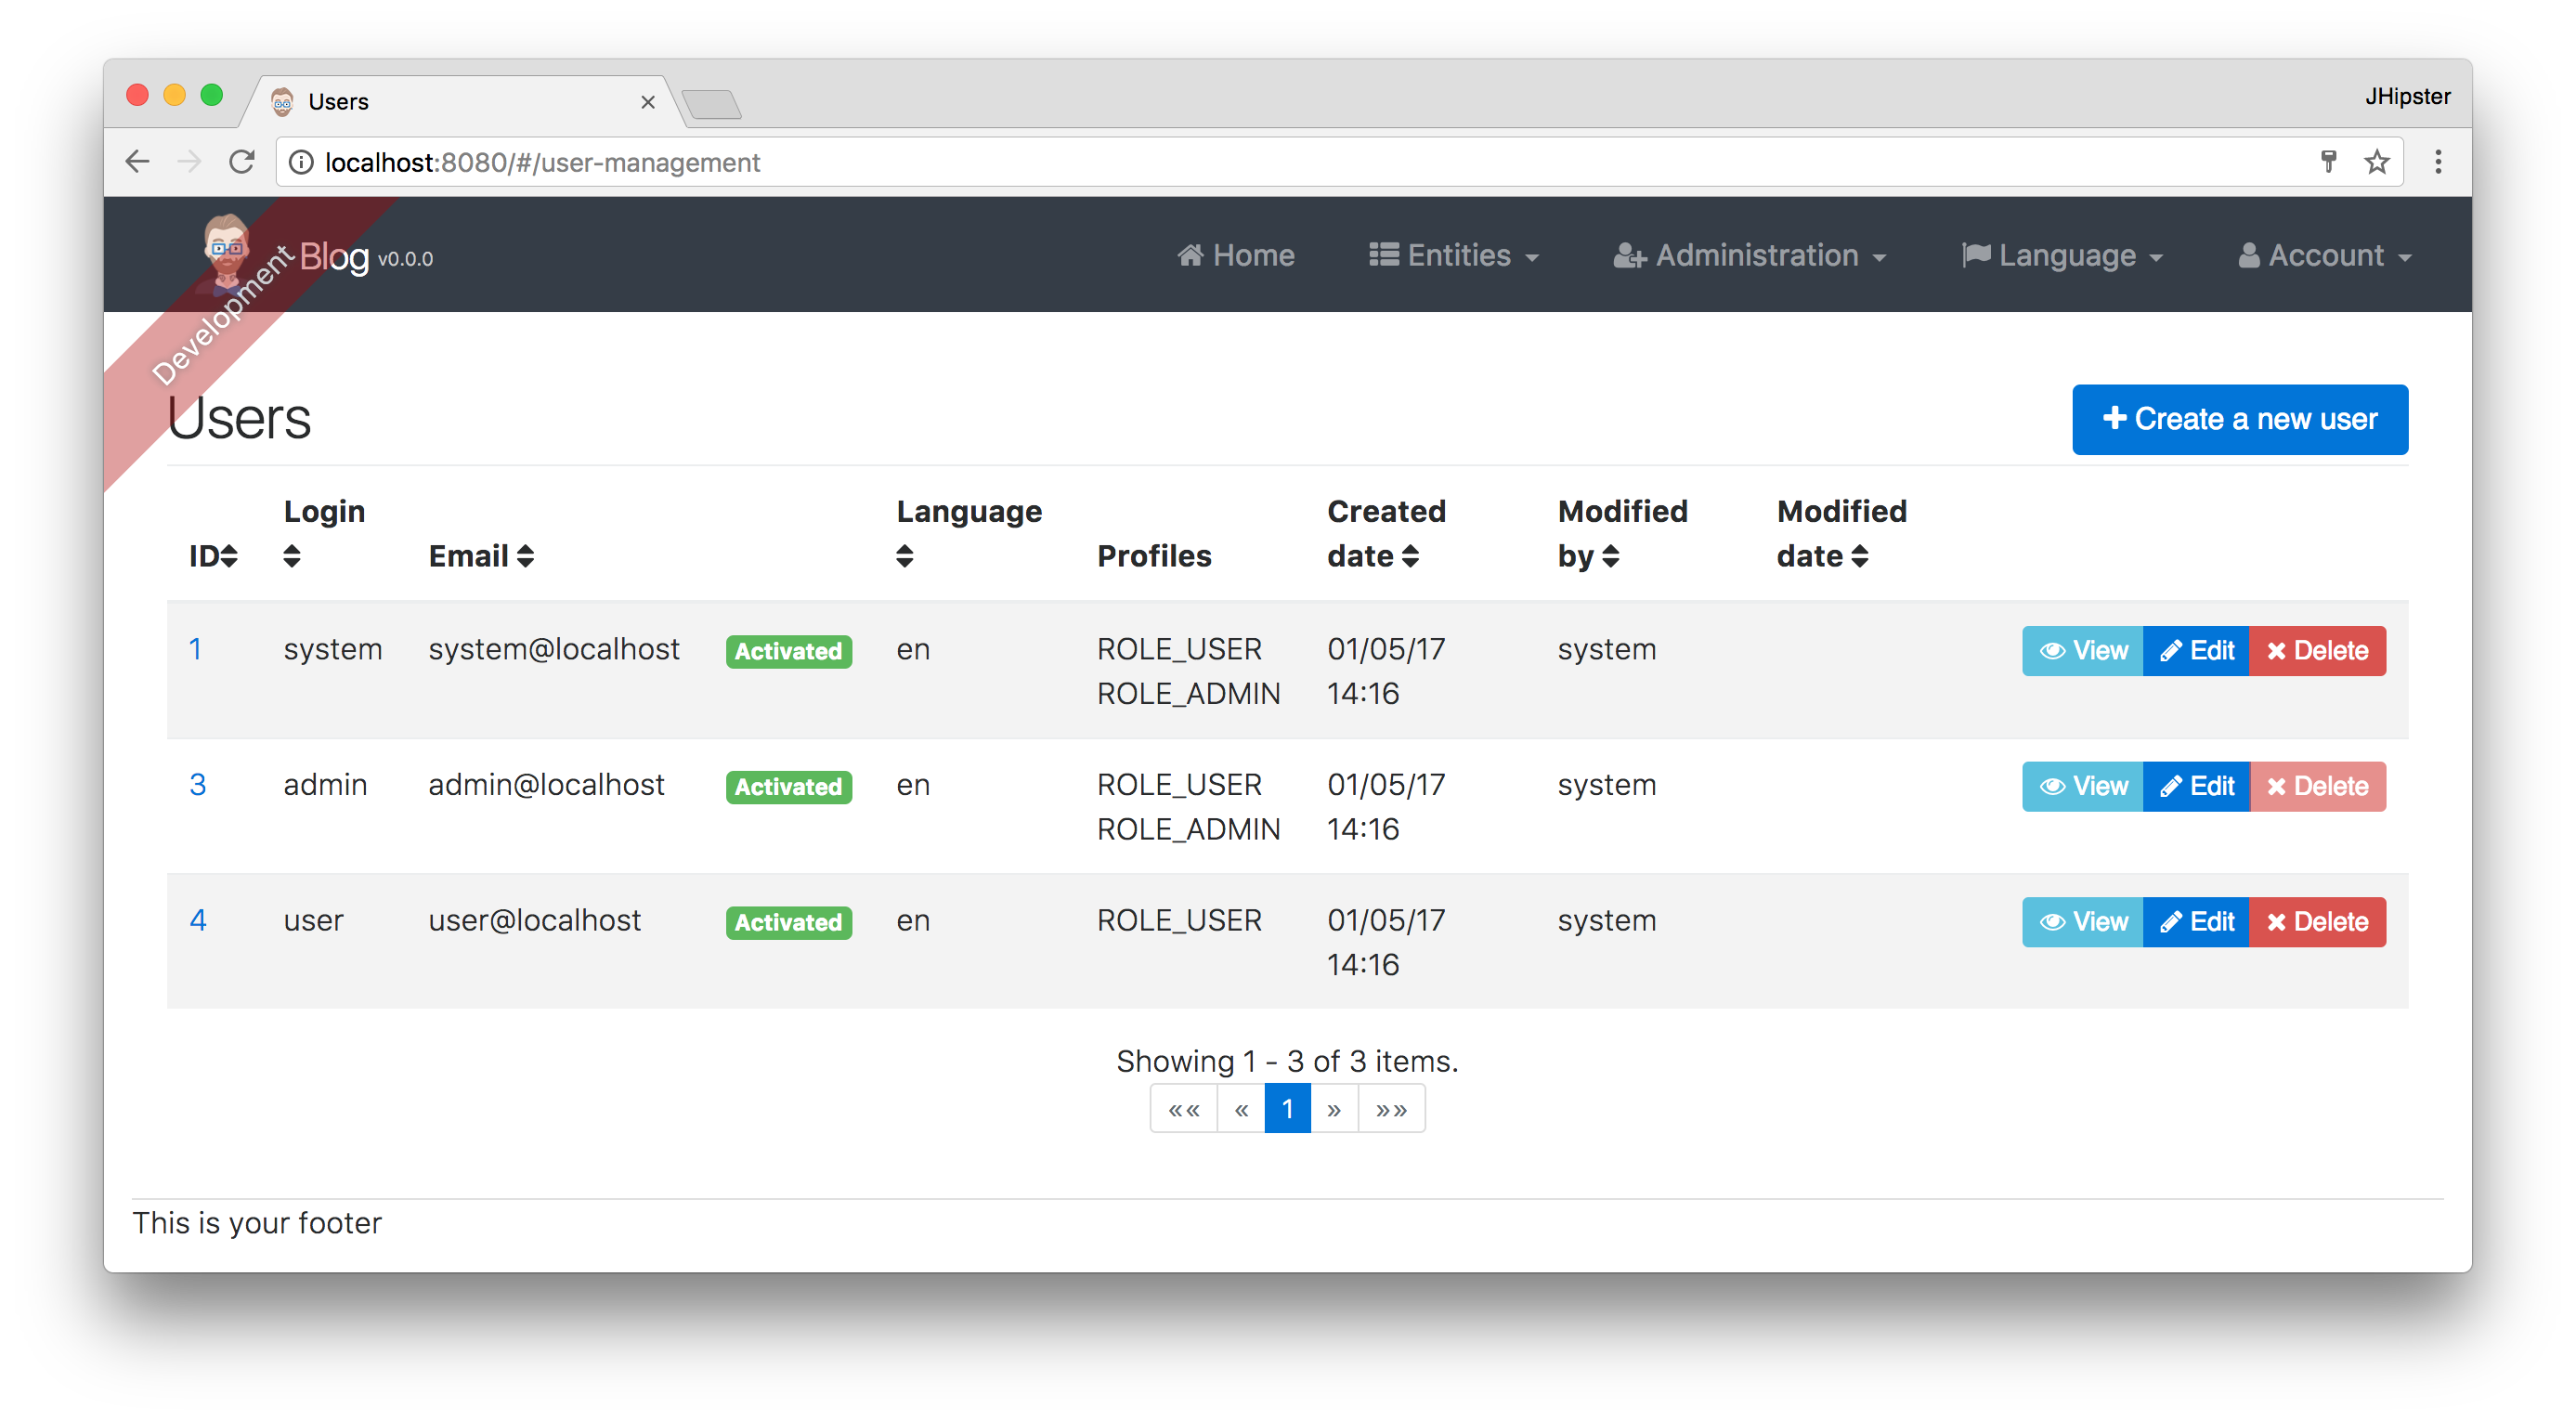 Users
JHipster
localhost:8080/#/user-management
Blog v0.0.0
Home Entities Administration Language Account
Development
Users
Create a new user
ID Login Email Language Profiles Created date Modified by Modified date
1 system system@localhost Activated en ROLE_USER 01/05/17 system View Edit Delete
ROLE_ADMIN 14:16
3 admin admin@localhost Activated en ROLE_USER 01/05/17 system View Edit Delete
ROLE_ADMIN 14:16
4 user user@localhost Activated en ROLE_USER 01/05/17 system View Edit Delete
14:16
Showing 1 - 3 of 3 items.
«« « 1 » »»
This is your footer